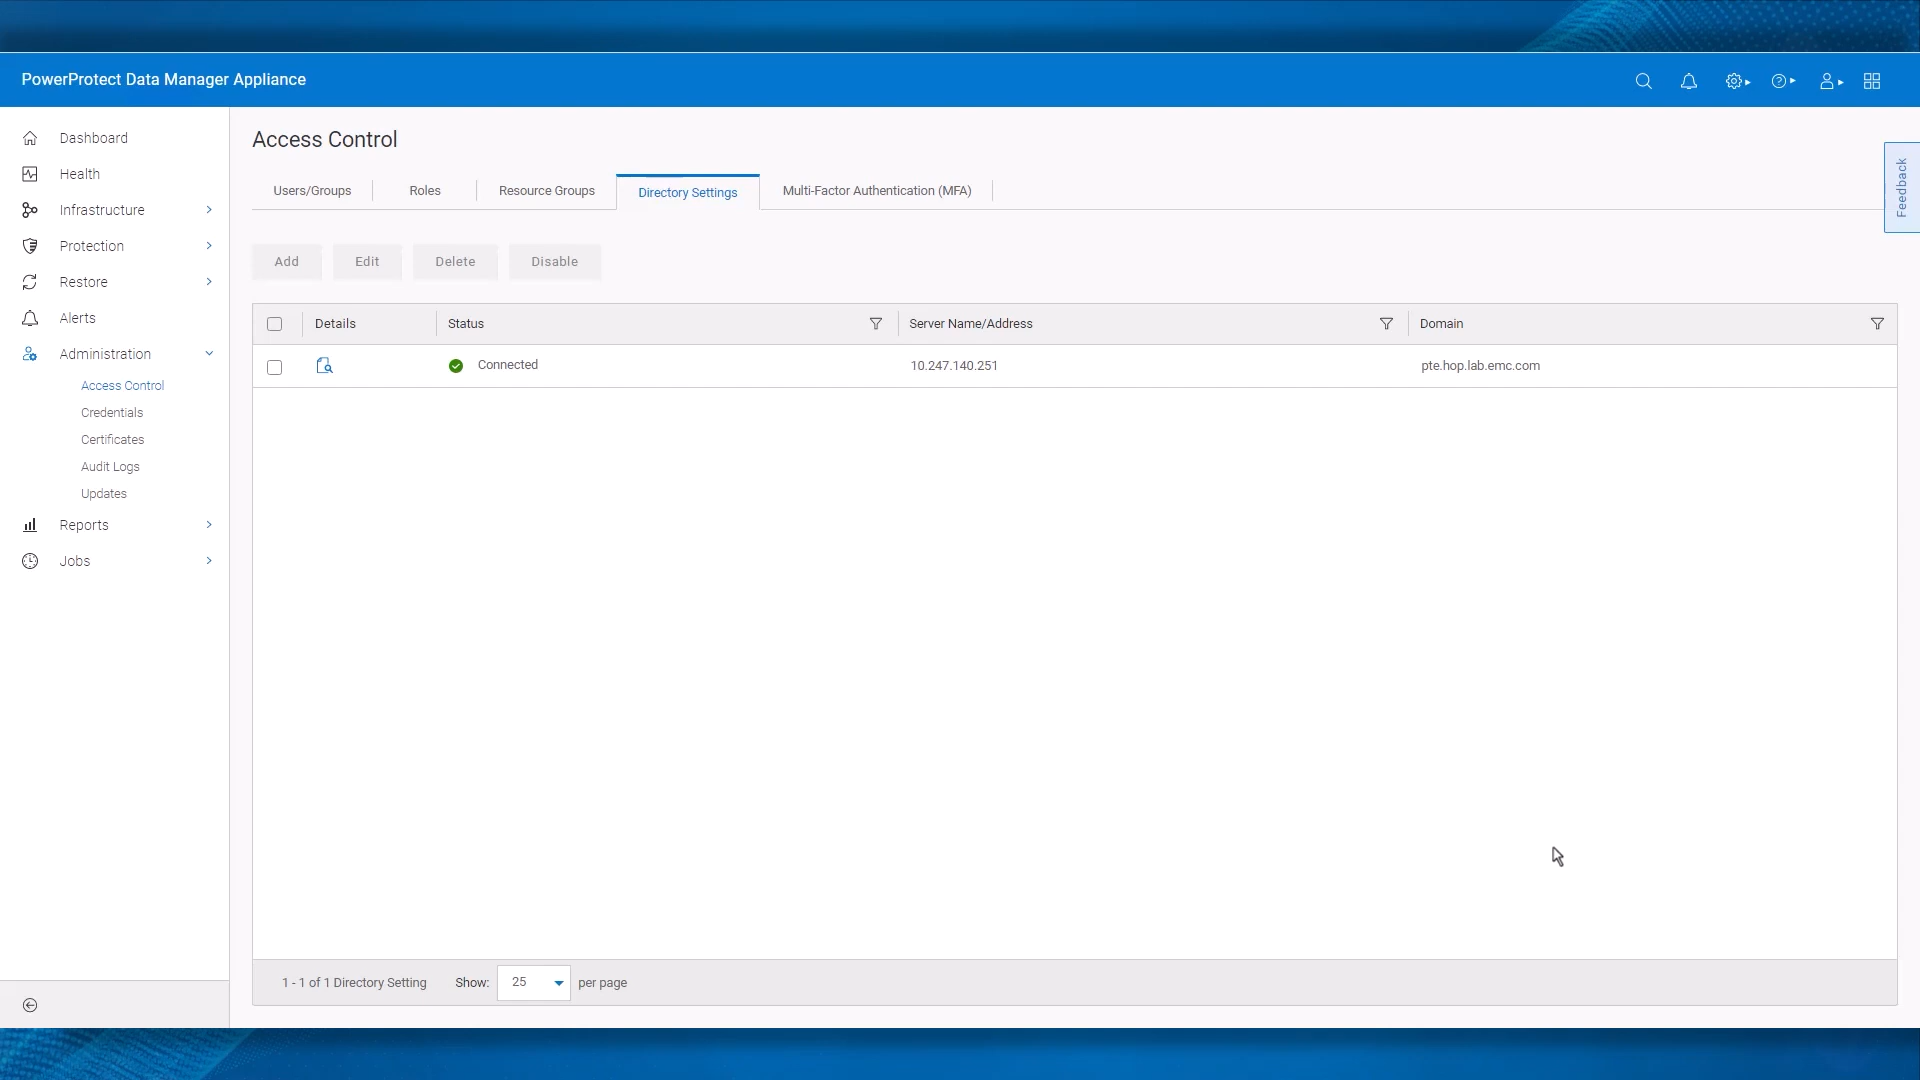 PowerProtect Data Manager Appliance
Dashboard
Health
Infrastructure
Protection
Restore
Alerts
Administration
Access Control
Credentials
Certificates
Audit Logs
Updates
Reports
Jobs
Access Control
Users/Groups Roles Resource Groups Directory Settings Multi-Factor Authentication (MFA)
Add Edit Delete Disable
Details Status Server Name/Address Domain
Connected 10.247.140.251 pte.hop.lab.emc.com
1 - 1 of 1 Directory Setting Show: 25 per page
Feedback